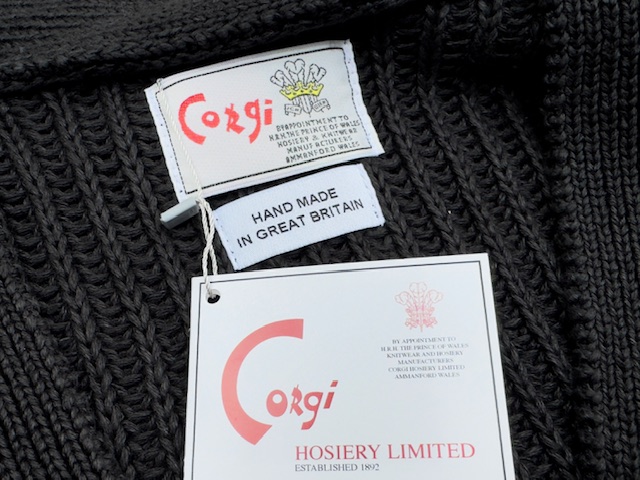 Corgi
BY APPOINTMENT TO
H.R.H. THE PRINCE OF WALES
HOSIERY & KNITWEAR
MANUFACTURERS
AMMANFORD WALES
HAND MADE
IN GREAT BRITAIN
BY APPOINTMENT TO
H.R.H. THE PRINCE OF WALES
KNITWEAR AND HOSIERY
MANUFACTURERS
CORGI HOSIERY LIMITED
AMMANFORD WALES
Corgi
HOSIERY LIMITED
ESTABLISHED 1892